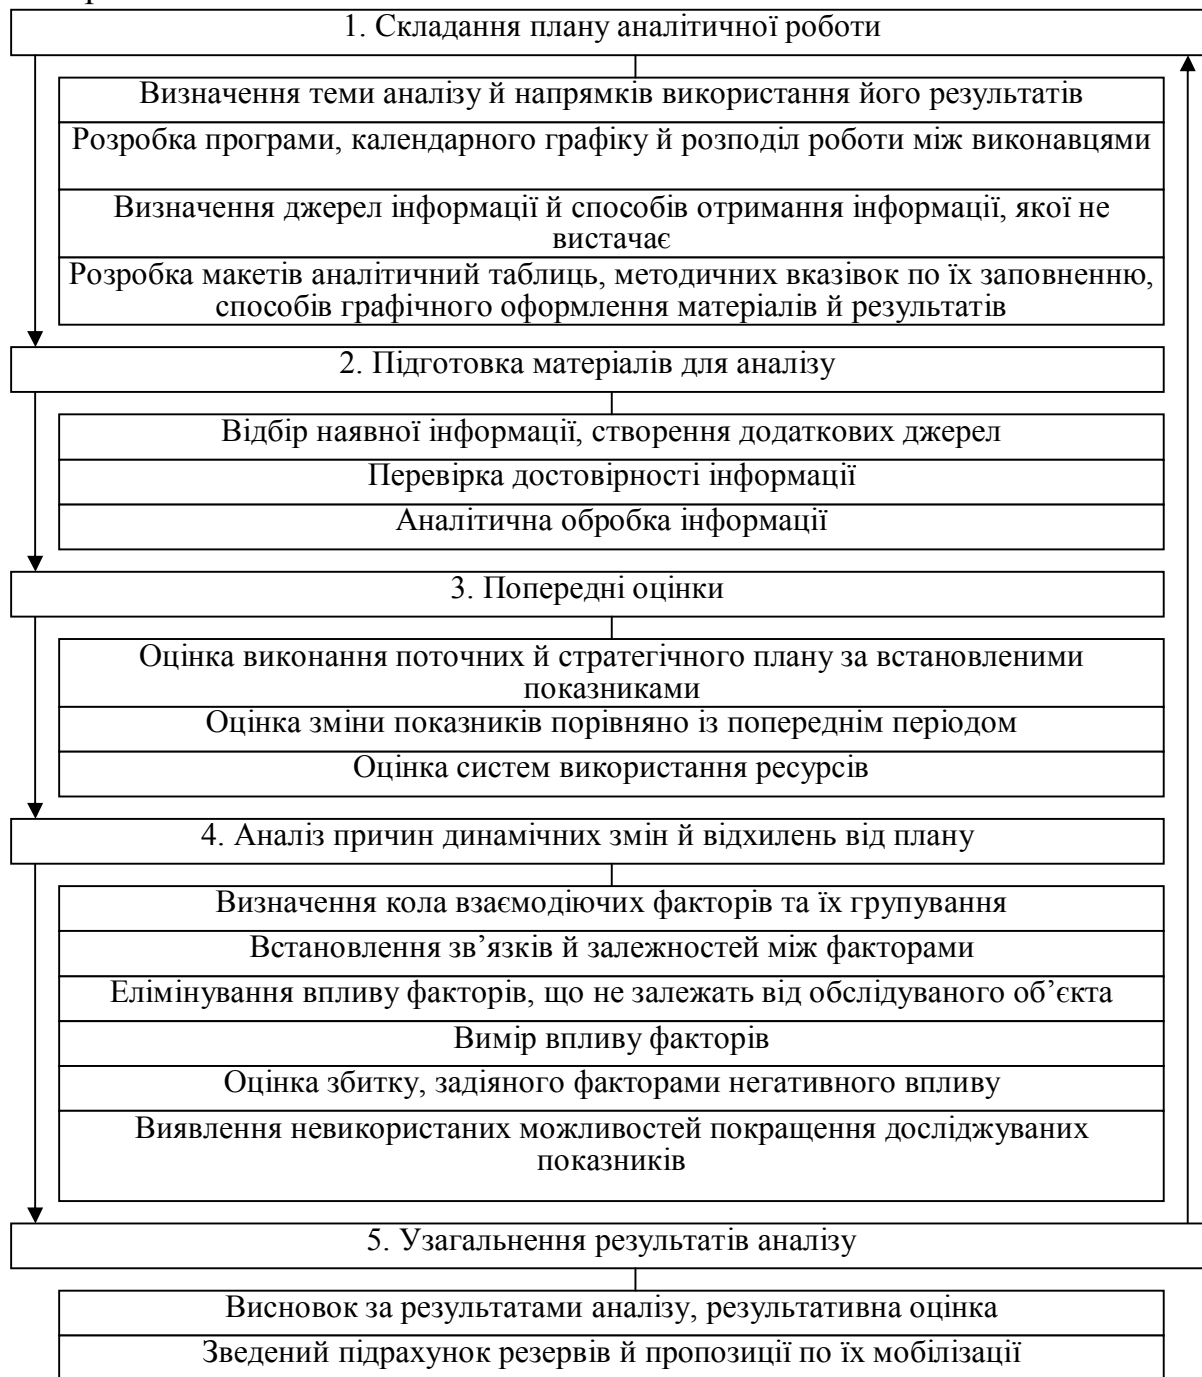 1. Складання плану аналітичної роботи
Визначення теми аналізу й напрямків використання його результатів
Розробка програми, календарного графіку й розподіл роботи між виконавцями
Визначення джерел інформації й способів отримання інформації, якої не
вистачає
Розробка макетів аналітичний таблиць, методичних вказівок по їх заповненню,
способів графічного оформлення матеріалів й результатів
2. Підготовка матеріалів для аналізу
Відбір наявної інформації, створення додаткових джерел
Перевірка достовірності інформації
Аналітична обробка інформації
3. Попередні оцінки
Оцінка виконання поточних й стратегічного плану за встановленими
показниками
Оцінка зміни показників порівняно із попереднім періодом
Оцінка систем використання ресурсів
4. Аналіз причин динамічних змін й відхилень від плану
Визначення кола взаємодіючих факторів та їх групування
Встановлення зв’язків й залежностей між факторами
Елімінування впливу факторів, що не залежать від обслідуваного об’єкта
Вимір впливу факторів
Оцінка збитку, задіяного факторами негативного впливу
Виявлення невикористаних можливостей покращення досліджуваних
показників
5. Узагальнення результатів аналізу
Висновок за результатами аналізу, результативна оцінка
Зведений підрахунок резервів й пропозиції по їх мобілізації